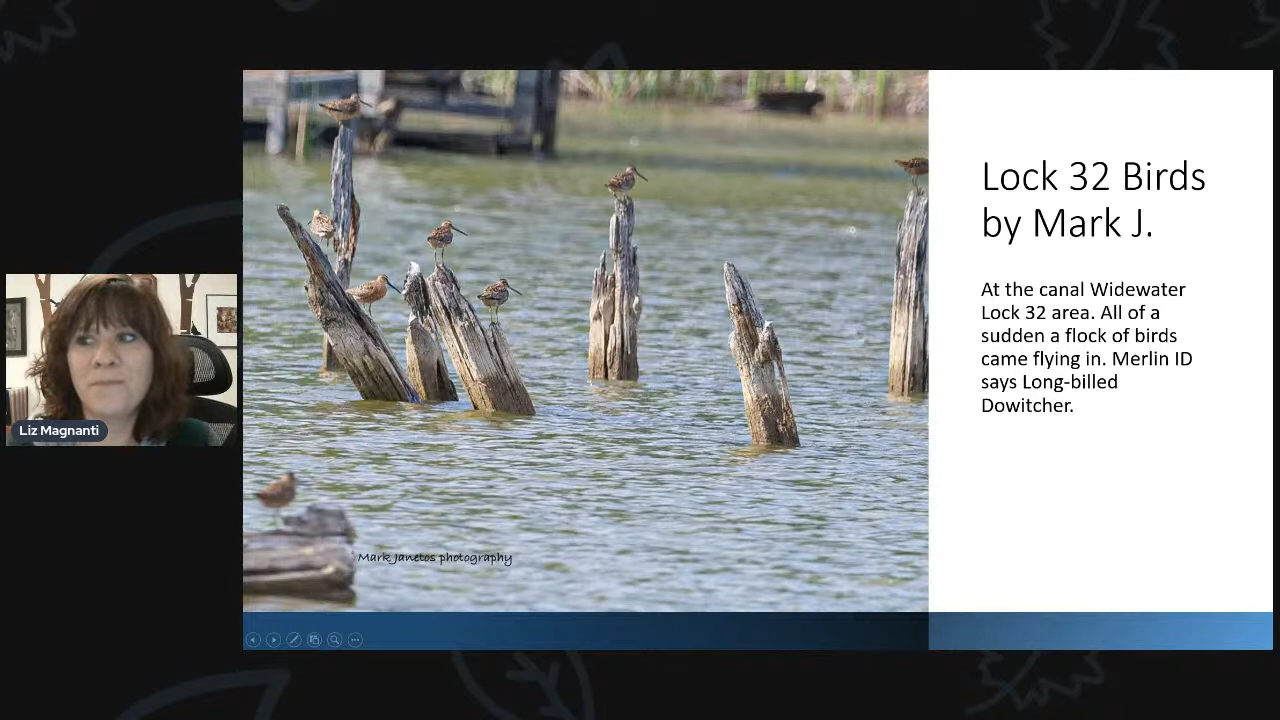 Lock 32 Birds
by Mark J.
At the canal Widewater
Lock 32 area. All of a
sudden a flock of birds
came flying in. Merlin ID
says Long-billed
Dowitcher.
Liz Magnanti
Mark Janetos photography